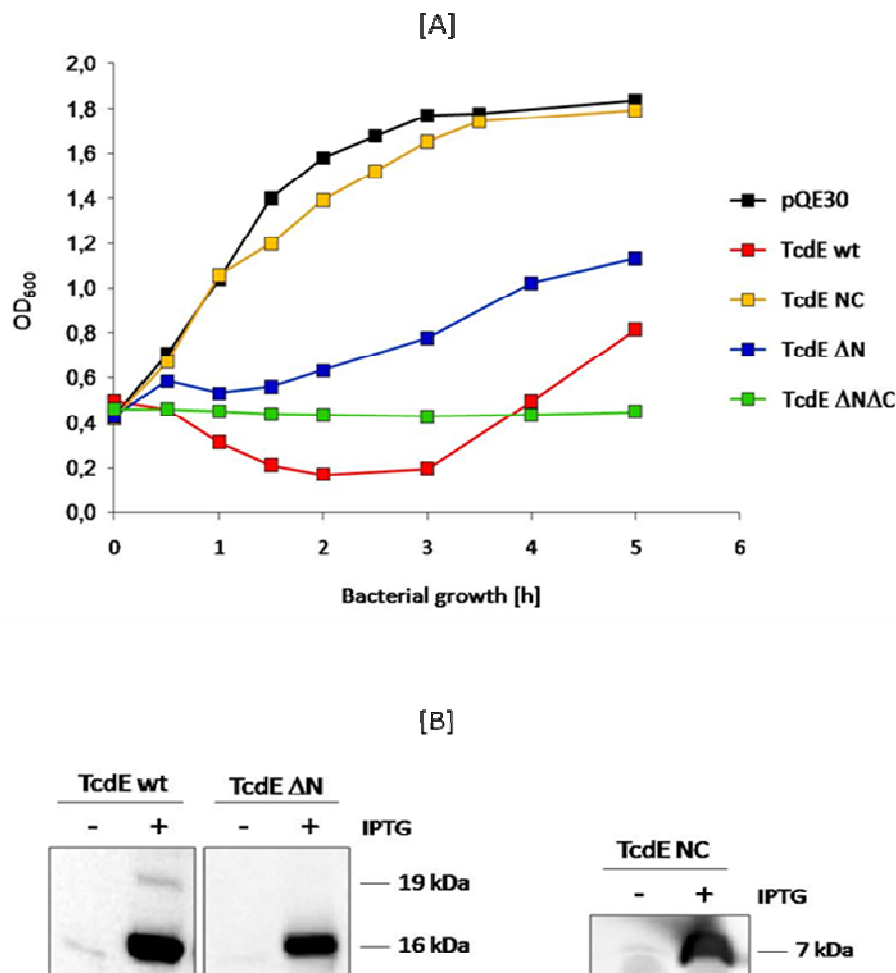 [A]
2,0
1,8
1,6
1,4
1,2
1,0
0,8
0,6
0,4
0,2
0,0
OD600
0 1 2 3 4 5 6
Bacterial growth [h]
pQE30
TcdE wt
TcdE NC
TcdE ΔN
TcdE ΔNΔC
[B]
TcdE wt TcdE ΔN
- + - + IPTG
19 kDa
16 kDa
TcdE NC
- + IPTG
7 kDa